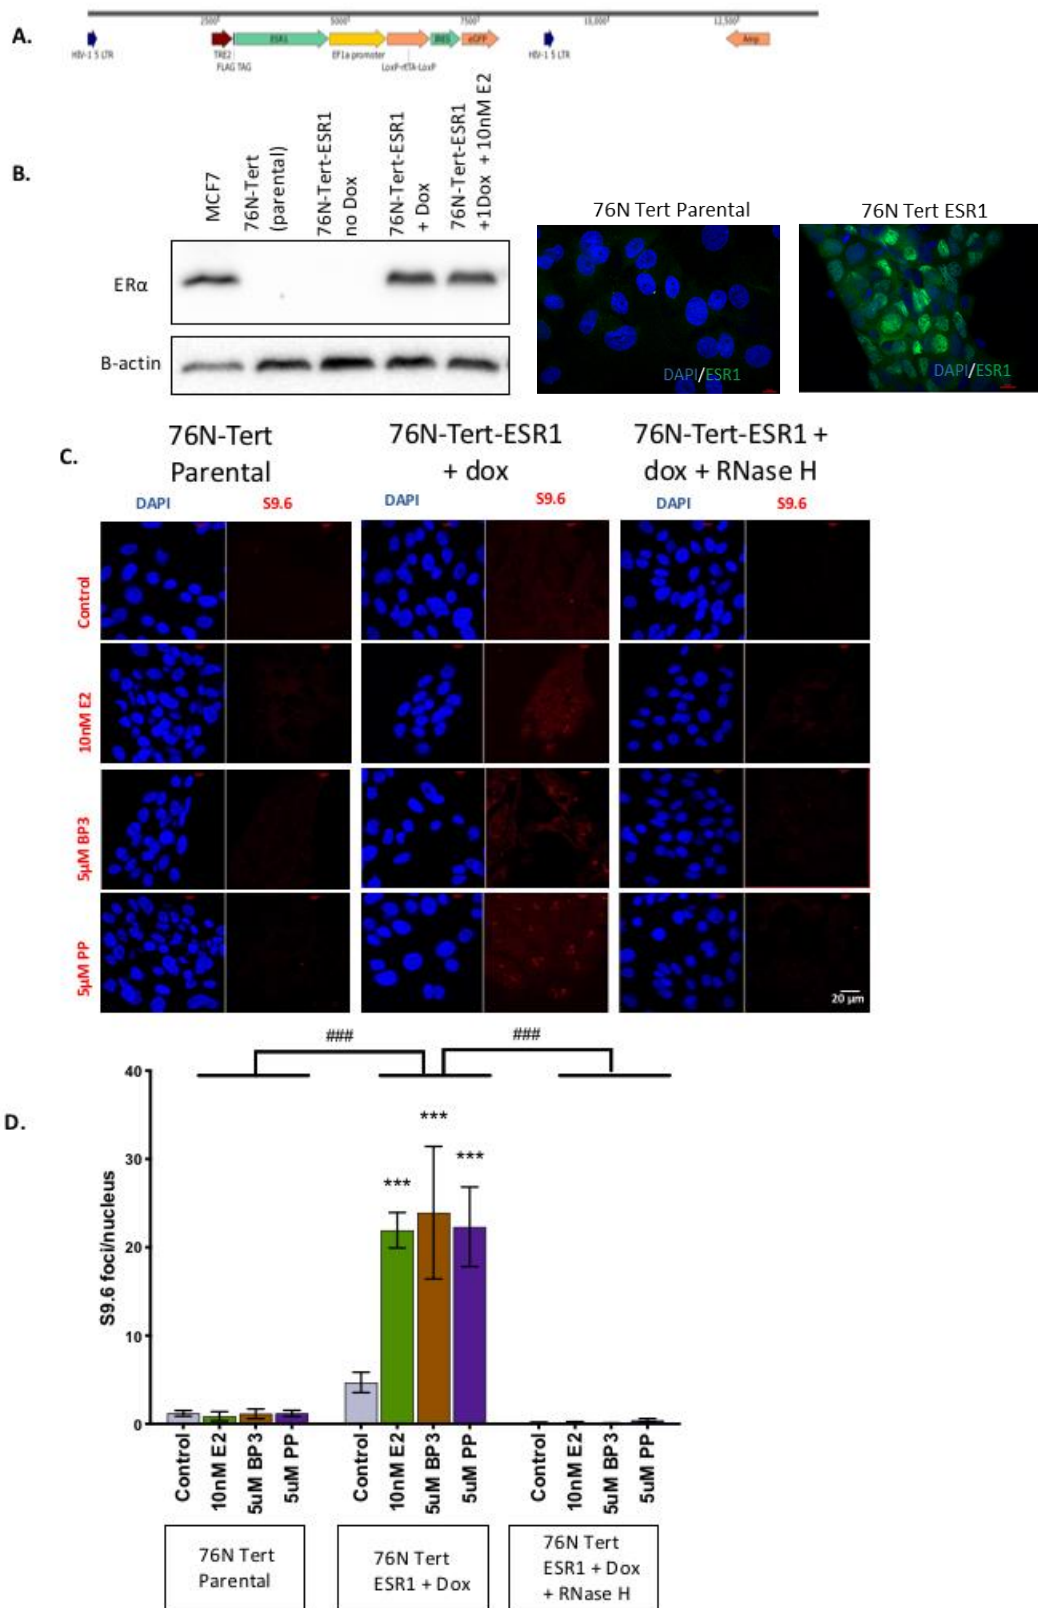 A.
2500
5000
7500
10,000
12,500
HIV-1 5 LTR
TRE2
FLAG TAG
ESR1
EF1a promoter
LoxP-rtTA-LoxP
IRES
eGFP
HIV-1 5 LTR
Amp
B.
MCF7
76N-Tert
(parental)
76N-Tert-ESR1
no Dox
76N-Tert-ESR1
+ Dox
76N-Tert-ESR1
+1Dox + 10nM E2
ERα
B-actin
76N Tert Parental
DAPI/ESR1
76N Tert ESR1
DAPI/ESR1
C.
76N-Tert
Parental
76N-Tert-ESR1
+ dox
76N-Tert-ESR1 +
dox + RNase H
DAPI S9.6 DAPI S9.6 DAPI S9.6
Control
10nM E2
5µM BP3
5µM PP
20 µm
D.
### ###
S9.6 foci/nucleus
40
30
20
10
0
***
***
***
Control
10nM E2
5uM BP3
5uM PP
Control
10nM E2
5uM BP3
5uM PP
Control
10nM E2
5uM BP3
5uM PP
76N Tert
Parental
76N Tert
ESR1 + Dox
76N Tert
ESR1 + Dox
+ RNase H